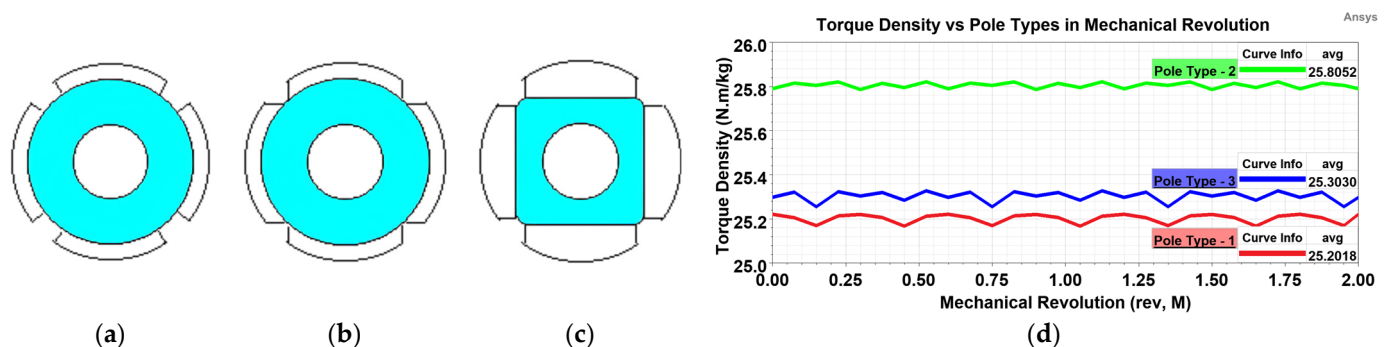 Torque Density vs Pole Types in Mechanical Revolution
Ansys
Torque Density (N.m/kg)
26.0
25.8
25.6
25.4
25.2
25.0
Curve Info avg
Pole Type - 2 25.8052
Curve Info avg
Pole Type - 3 25.3030
Pole Type - 1 Curve Info avg
25.2018
0.00 0.25 0.50 0.75 1.00 1.25 1.50 1.75 2.00
Mechanical Revolution (rev, M)
(a) (b) (c) (d)